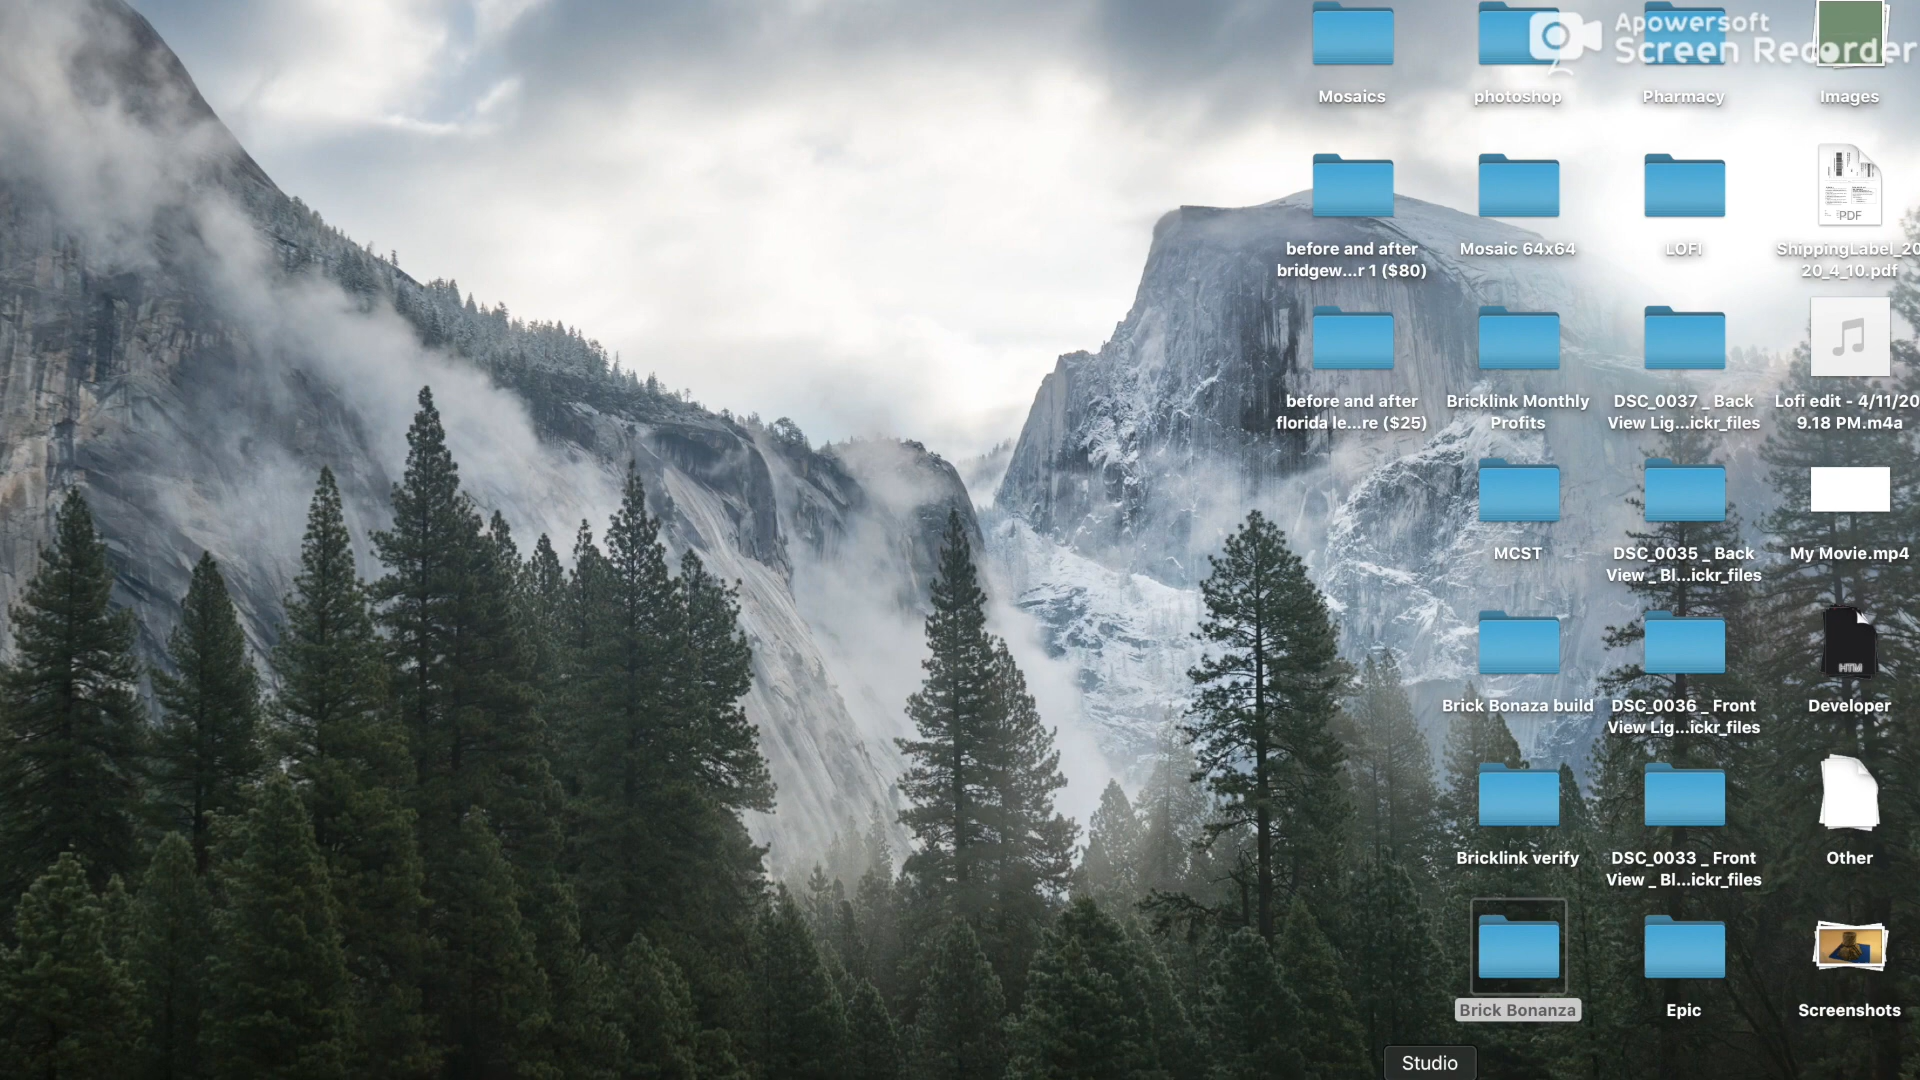 Apowersoft
Screen Recorder
Mosaics
photoshop
Pharmacy
Images
PDF
before and after
bridgew...r 1 ($80)
Mosaic 64x64
LOFI
ShippingLabel_20
20_4_10.pdf
before and after
florida le...re ($25)
Bricklink Monthly
Profits
DSC_0037 _ Back
View Lig...ickr_files
Lofi edit - 4/11/20
9.18 PM.m4a
MCST
DSC_0035 _ Back
View _ Bl...ickr_files
My Movie.mp4
HTM
Brick Bonaza build
DSC_0036 _ Front
View Lig...ickr_files
Developer
Bricklink verify
DSC_0033 _ Front
View _ Bl...ickr_files
Other
Brick Bonanza
Epic
Screenshots
Studio